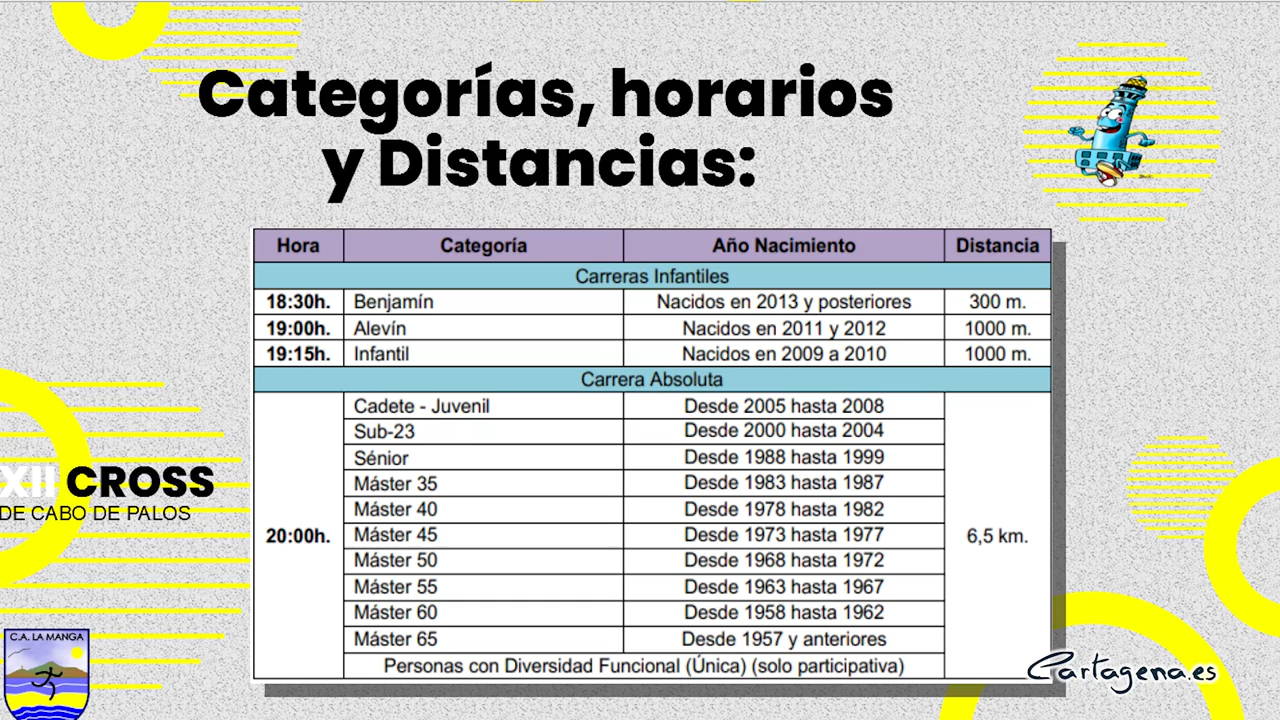 Categorías, horarios
y Distancias:
Hora Categoría Año Nacimiento Distancia
Carreras Infantiles
18:30h. Benjamín Nacidos en 2013 y posteriores 300 m.
19:00h. Alevín Nacidos en 2011 y 2012 1000 m.
19:15h. Infantil Nacidos en 2009 a 2010 1000 m.
Carrera Absoluta
Cadete - Juvenil Desde 2005 hasta 2008
Sub-23 Desde 2000 hasta 2004
Sénior Desde 1988 hasta 1999
Máster 35 Desde 1983 hasta 1987
Máster 40 Desde 1978 hasta 1982
20:00h. Máster 45 Desde 1973 hasta 1977 6,5 km.
Máster 50 Desde 1968 hasta 1972
Máster 55 Desde 1963 hasta 1967
Máster 60 Desde 1958 hasta 1962
Máster 65 Desde 1957 y anteriores
Personas con Diversidad Funcional (Única) (solo participativa)
XII CROSS
DE CABO DE PALOS
C.A. LA MANGA
Cartagena.es